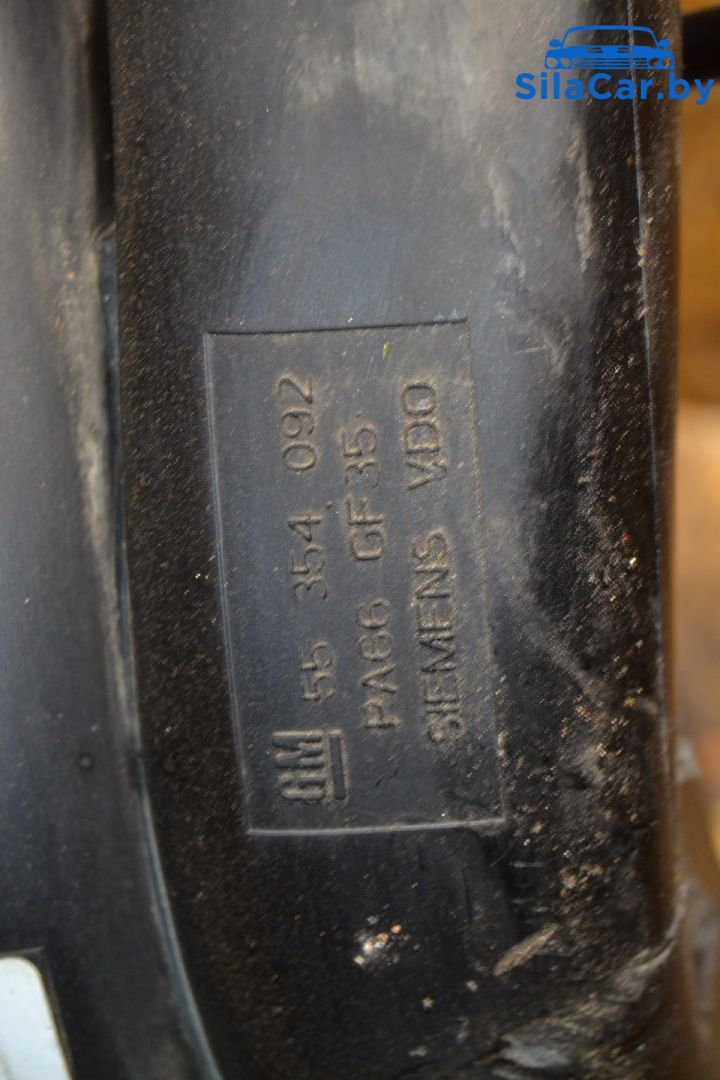 SilaCar.by
GM 55 354 092
PA66 GF35
SIEMENS VDO